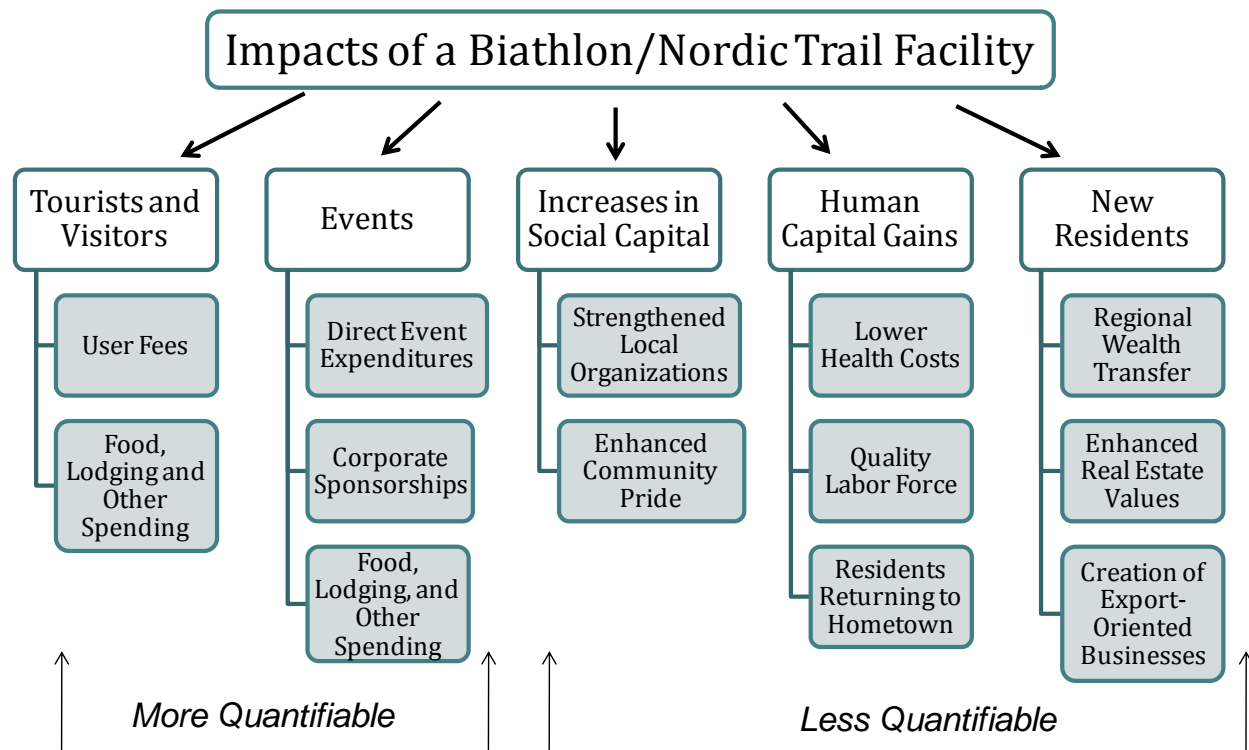 Impacts of a Biathlon/Nordic Trail Facility
Tourists and
Visitors
User Fees
Food,
Lodging and
Other
Spending
Events
Direct Event
Expenditures
Corporate
Sponsorships
Food,
Lodging, and
Other
Spending
Increases in
Social Capital
Strengthened
Local
Organizations
Enhanced
Community
Pride
Human
Capital Gains
Lower
Health Costs
Quality
Labor Force
Residents
Returning to
Hometown
New
Residents
Regional
Wealth
Transfer
Enhanced
Real Estate
Values
Creation of
Export-
Oriented
Businesses
More Quantifiable
Less Quantifiable